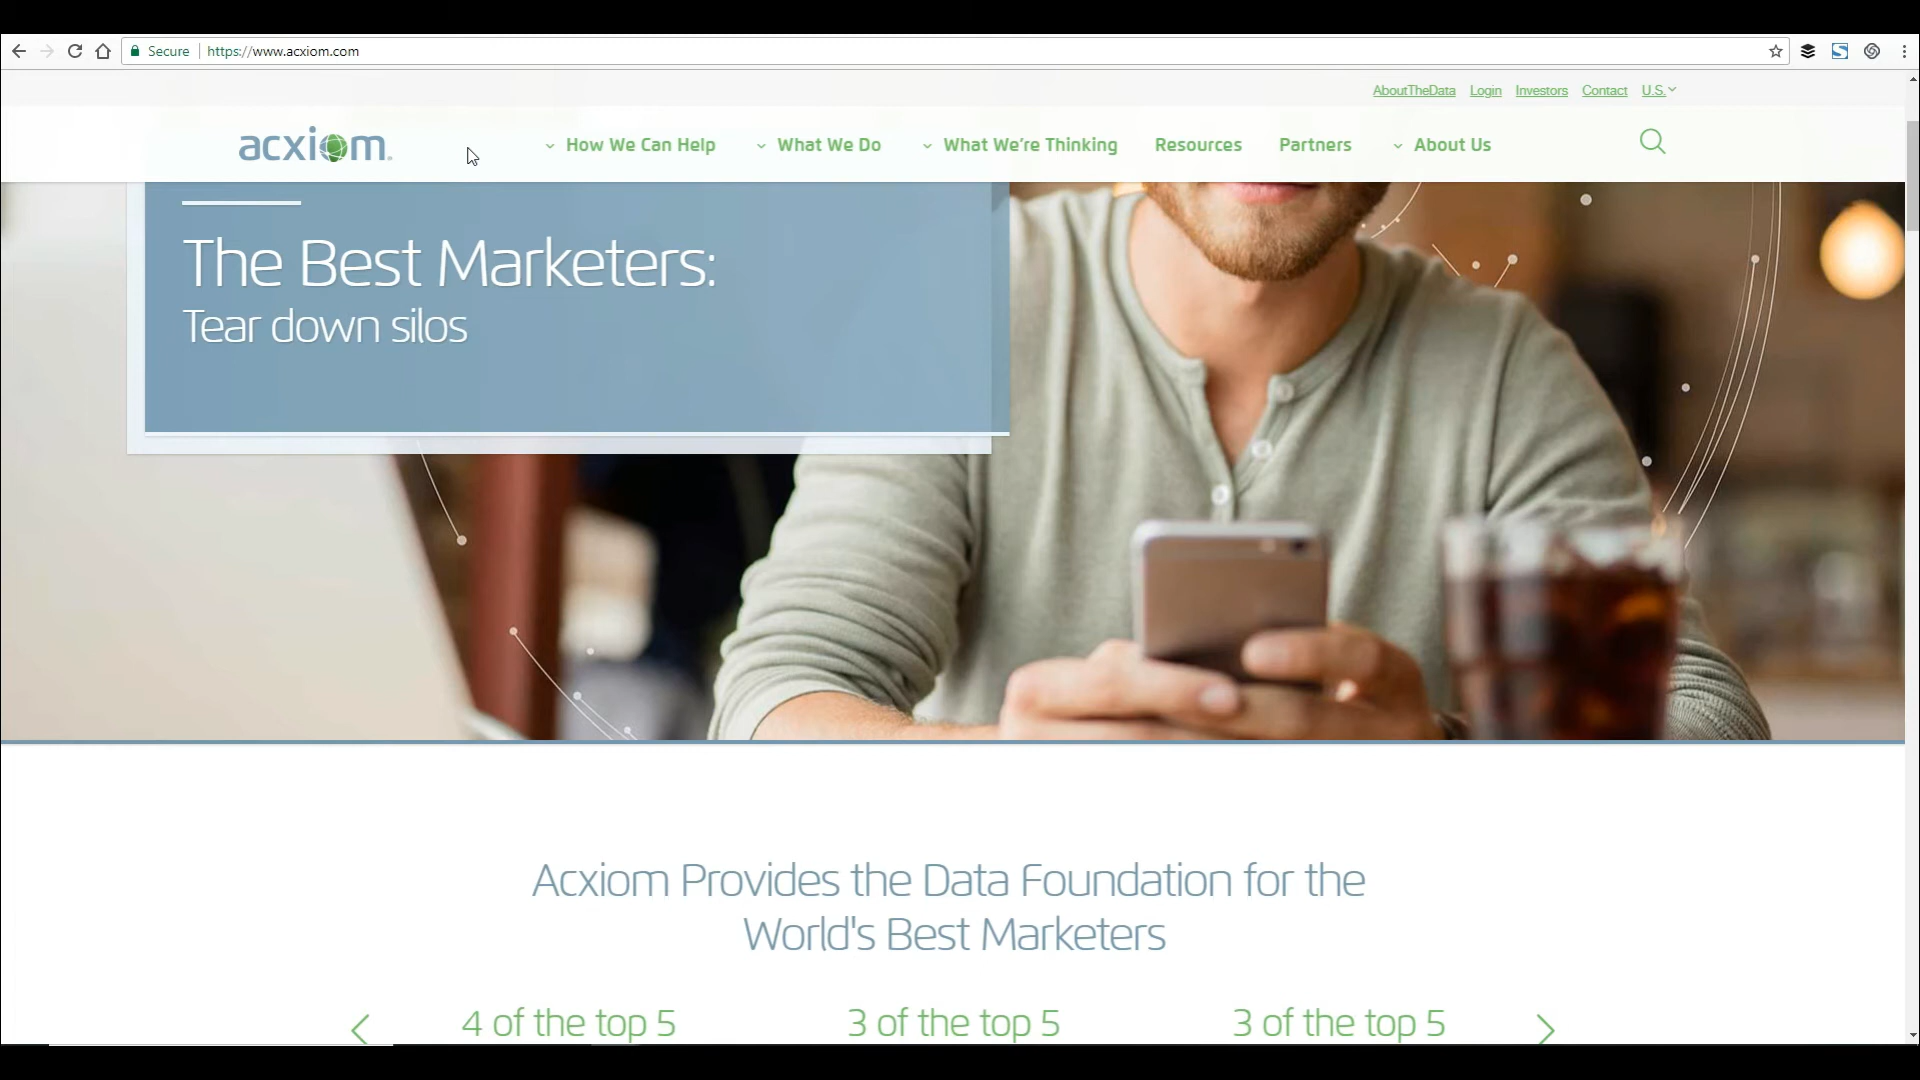 Secure https://www.acxiom.com
AboutTheData Login Investors Contact U.S.
acxiom. How We Can Help What We Do What We're Thinking Resources Partners About Us
The Best Marketers:
Tear down silos
Acxiom Provides the Data Foundation for the
World's Best Marketers
4 of the top 5 3 of the top 5 3 of the top 5